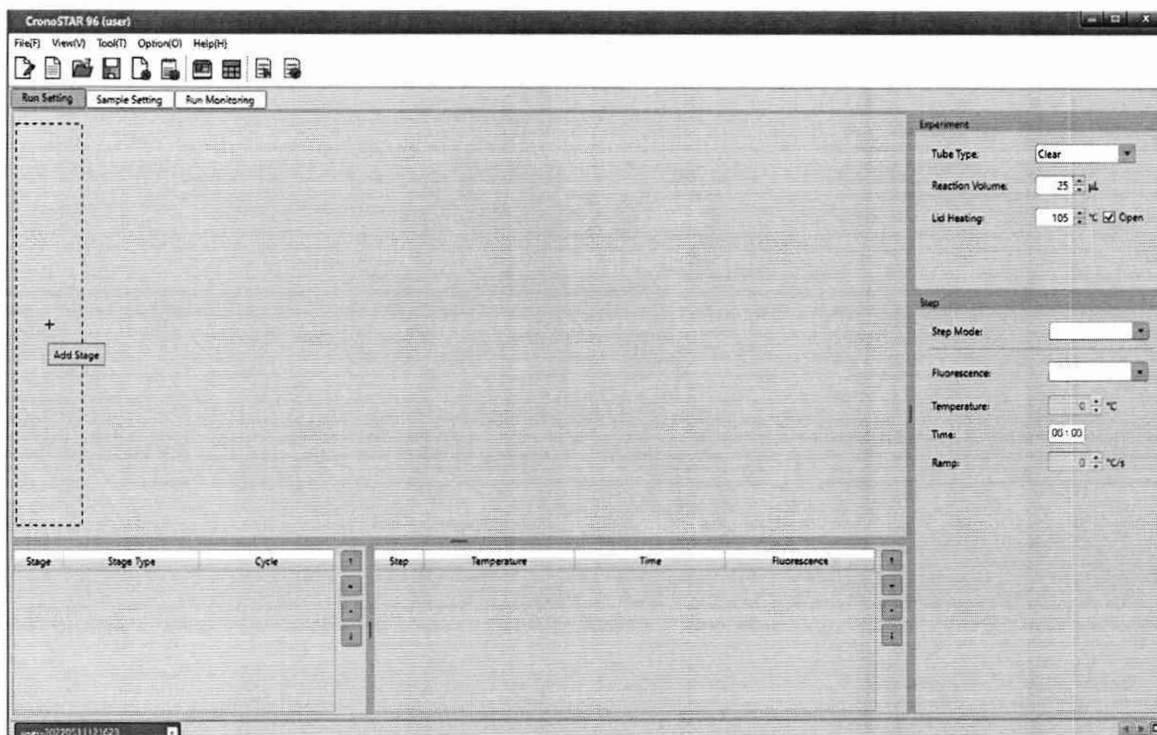 CronoSTAR 96 (user)
File(F) View(V) Tool(T) Option(O) Help(H)
Run Setting Sample Setting Run Monitoring
Experiment
Tube Type: Clear
Reaction Volume: 25 µL
Lid Heating: 105 °C Open
Step
Step Mode:
Add Stage
Fluorescence:
Temperature: 0 °C
Time: 00:00
Ramp: 0 °C/s
Stage Stage Type Cycle
Step Temperature Time Fluorescence